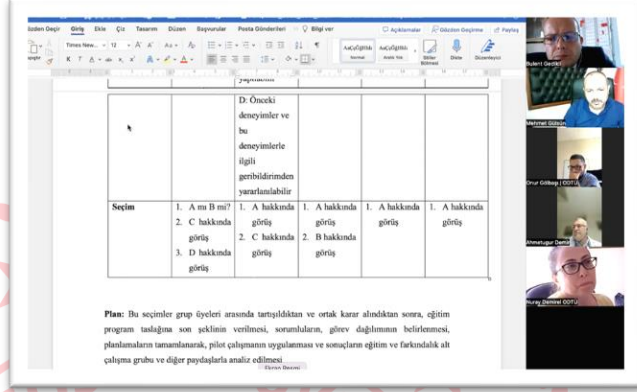 Giriş Ekle Çiz Tasarım Düzen Başvurular Posta Gönderileri Bilgi ver Açıklamalar Gözden Geçirme Paylaş
Times New... 12
K T A
Stiller Bölmesi Dikte Düzenleyici
D: Önceki
deneyimler ve
bu
deneyimlerle
ilgili
geribildirimden
yararlanılabilir
Seçim
1. A mı B mi?
2. C hakkında
görüş
3. D hakkında
görüş
1. A hakkında
görüş
2. C hakkında
görüş
1. A hakkında
görüş
2. B hakkında
görüş
1. A hakkında
görüş
1. A hakkında
görüş
Plan: Bu seçimler grup üyeleri arasında tartışıldıktan ve ortak karar alındıktan sonra, eğitim
program taslağına son şeklinin verilmesi, sorumluların, görev dağılımının belirlenmesi,
planlamaların tamamlanarak, pilot çalışmanın uygulanması ve sonuçların eğitim ve farkındalık alt
çalışma grubu ve diğer paydaşlarla analiz edilmesi
Ekran Resmi
Bülent Gedikli
Mehmet Gülsün
Onur Gölbaşı | ODTÜ
Ahmetugur Demir
Nuray Demirel ODTÜ